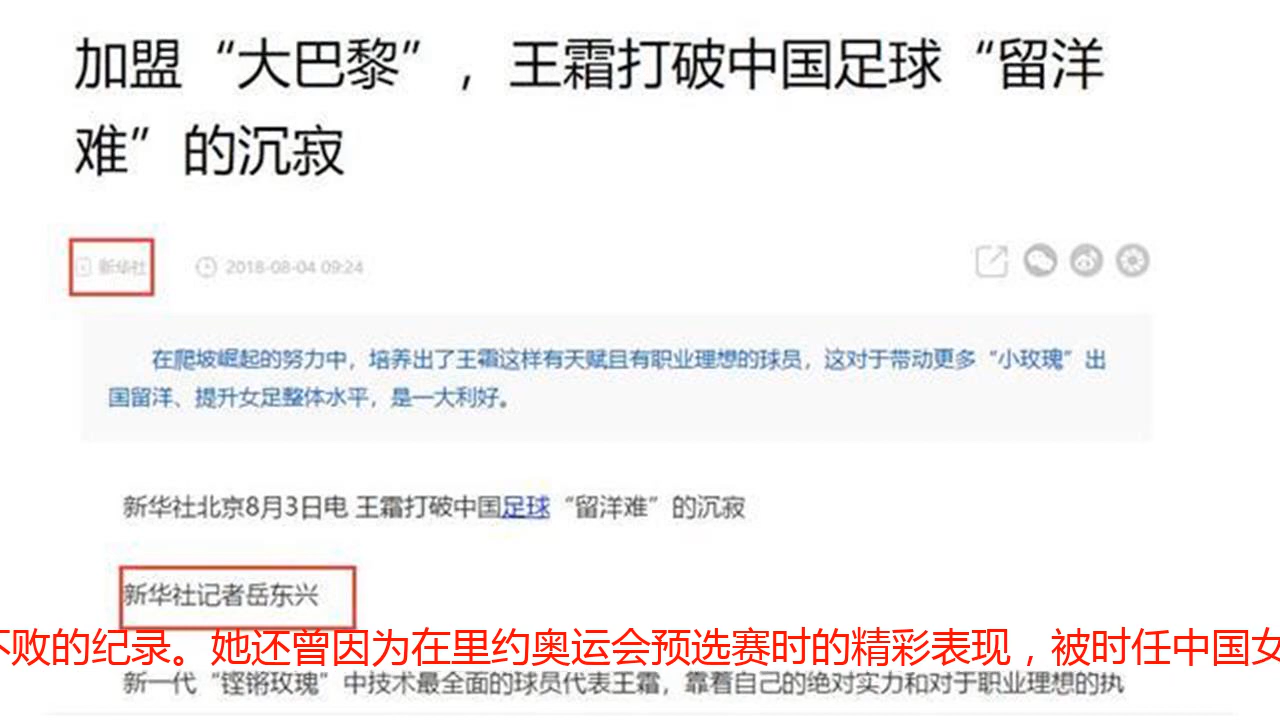 加盟“大巴黎”，王霜打破中国足球“留洋
难”的沉寂
新华社 2018-08-04 09:24
在爬坡崛起的努力中，培养出了王霜这样有天赋且有职业理想的球员，这对于带动更多“小玫瑰”出
国留洋、提升女足整体水平，是一大利好。
新华社北京8月3日电 王霜打破中国足球“留洋难”的沉寂
新华社记者岳东兴
不败的纪录。她还曾因为在里约奥运会预选赛时的精彩表现，被时任中国女
新一代“铿锵玫瑰”中技术最全面的球员代表王霜，靠着自己的绝对实力和对于职业理想的执